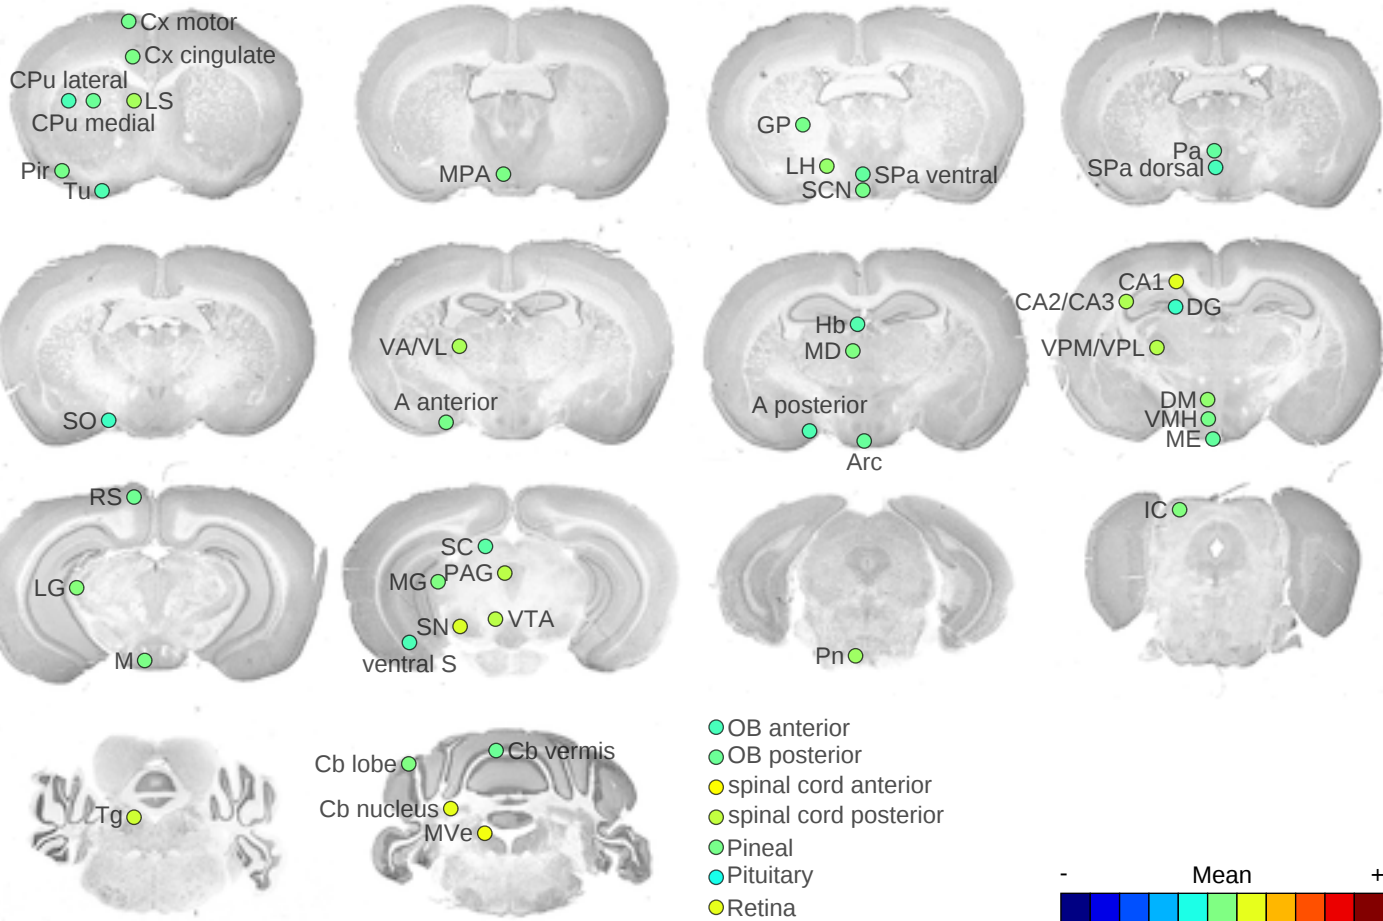 Cx motor
Cx cingulate
CPu lateral
LS
CPu medial
Pir
Tu
MPA
GP
LH
SPa ventral
SCN
Pa
SPa dorsal
SO
VA/VL
A anterior
Hb
MD
A posterior
Arc
CA1
CA2/CA3
DG
VPM/VPL
DM
VMH
ME
RS
LG
M
SC
MG
PAG
SN
VTA
ventral S
Pn
IC
Tg
Cb lobe
Cb vermis
Cb nucleus
MVe
OB anterior
OB posterior
spinal cord anterior
spinal cord posterior
Pineal
Pituitary
Retina
- Mean +